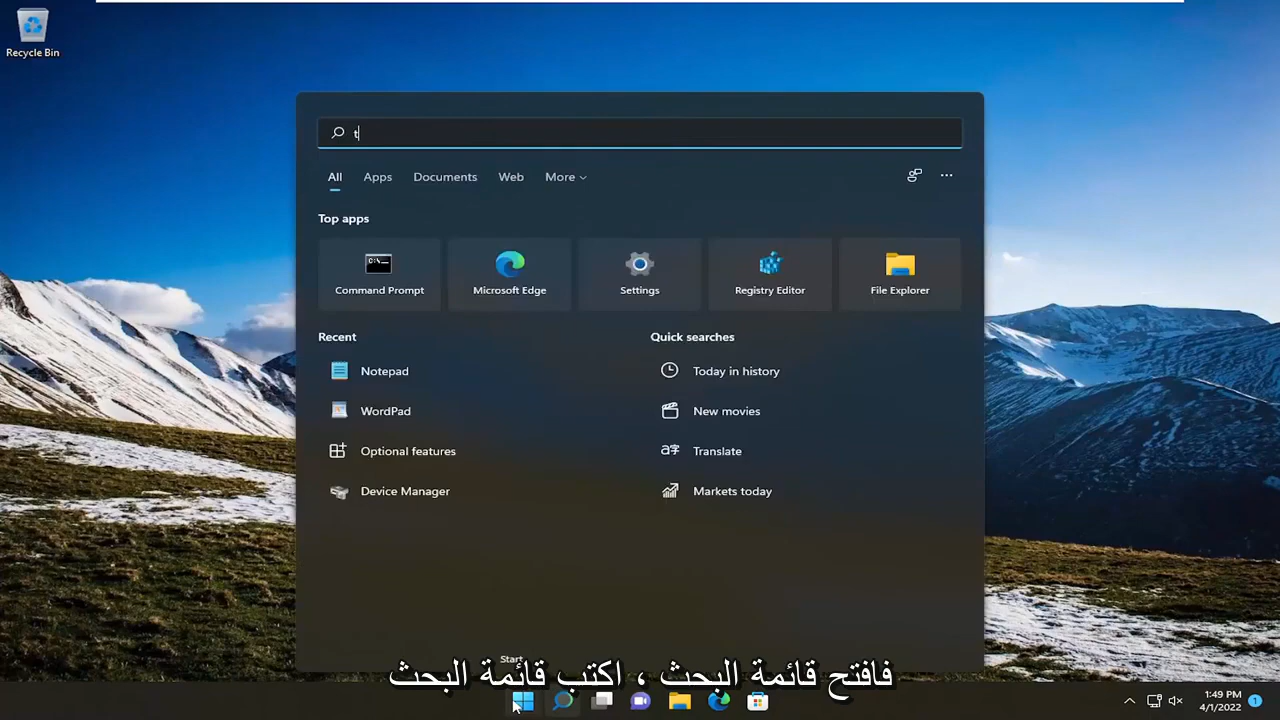 Recycle Bin
t
All Apps Documents Web More
Top apps
Command Prompt Microsoft Edge Settings Registry Editor File Explorer
Recent Quick searches
Notepad Today in history
WordPad New movies
Optional features Translate
Device Manager Markets today
Start
فافتح قائمة البحث ، اكتب قائمة البحث
1:49 PM
4/1/2022
1